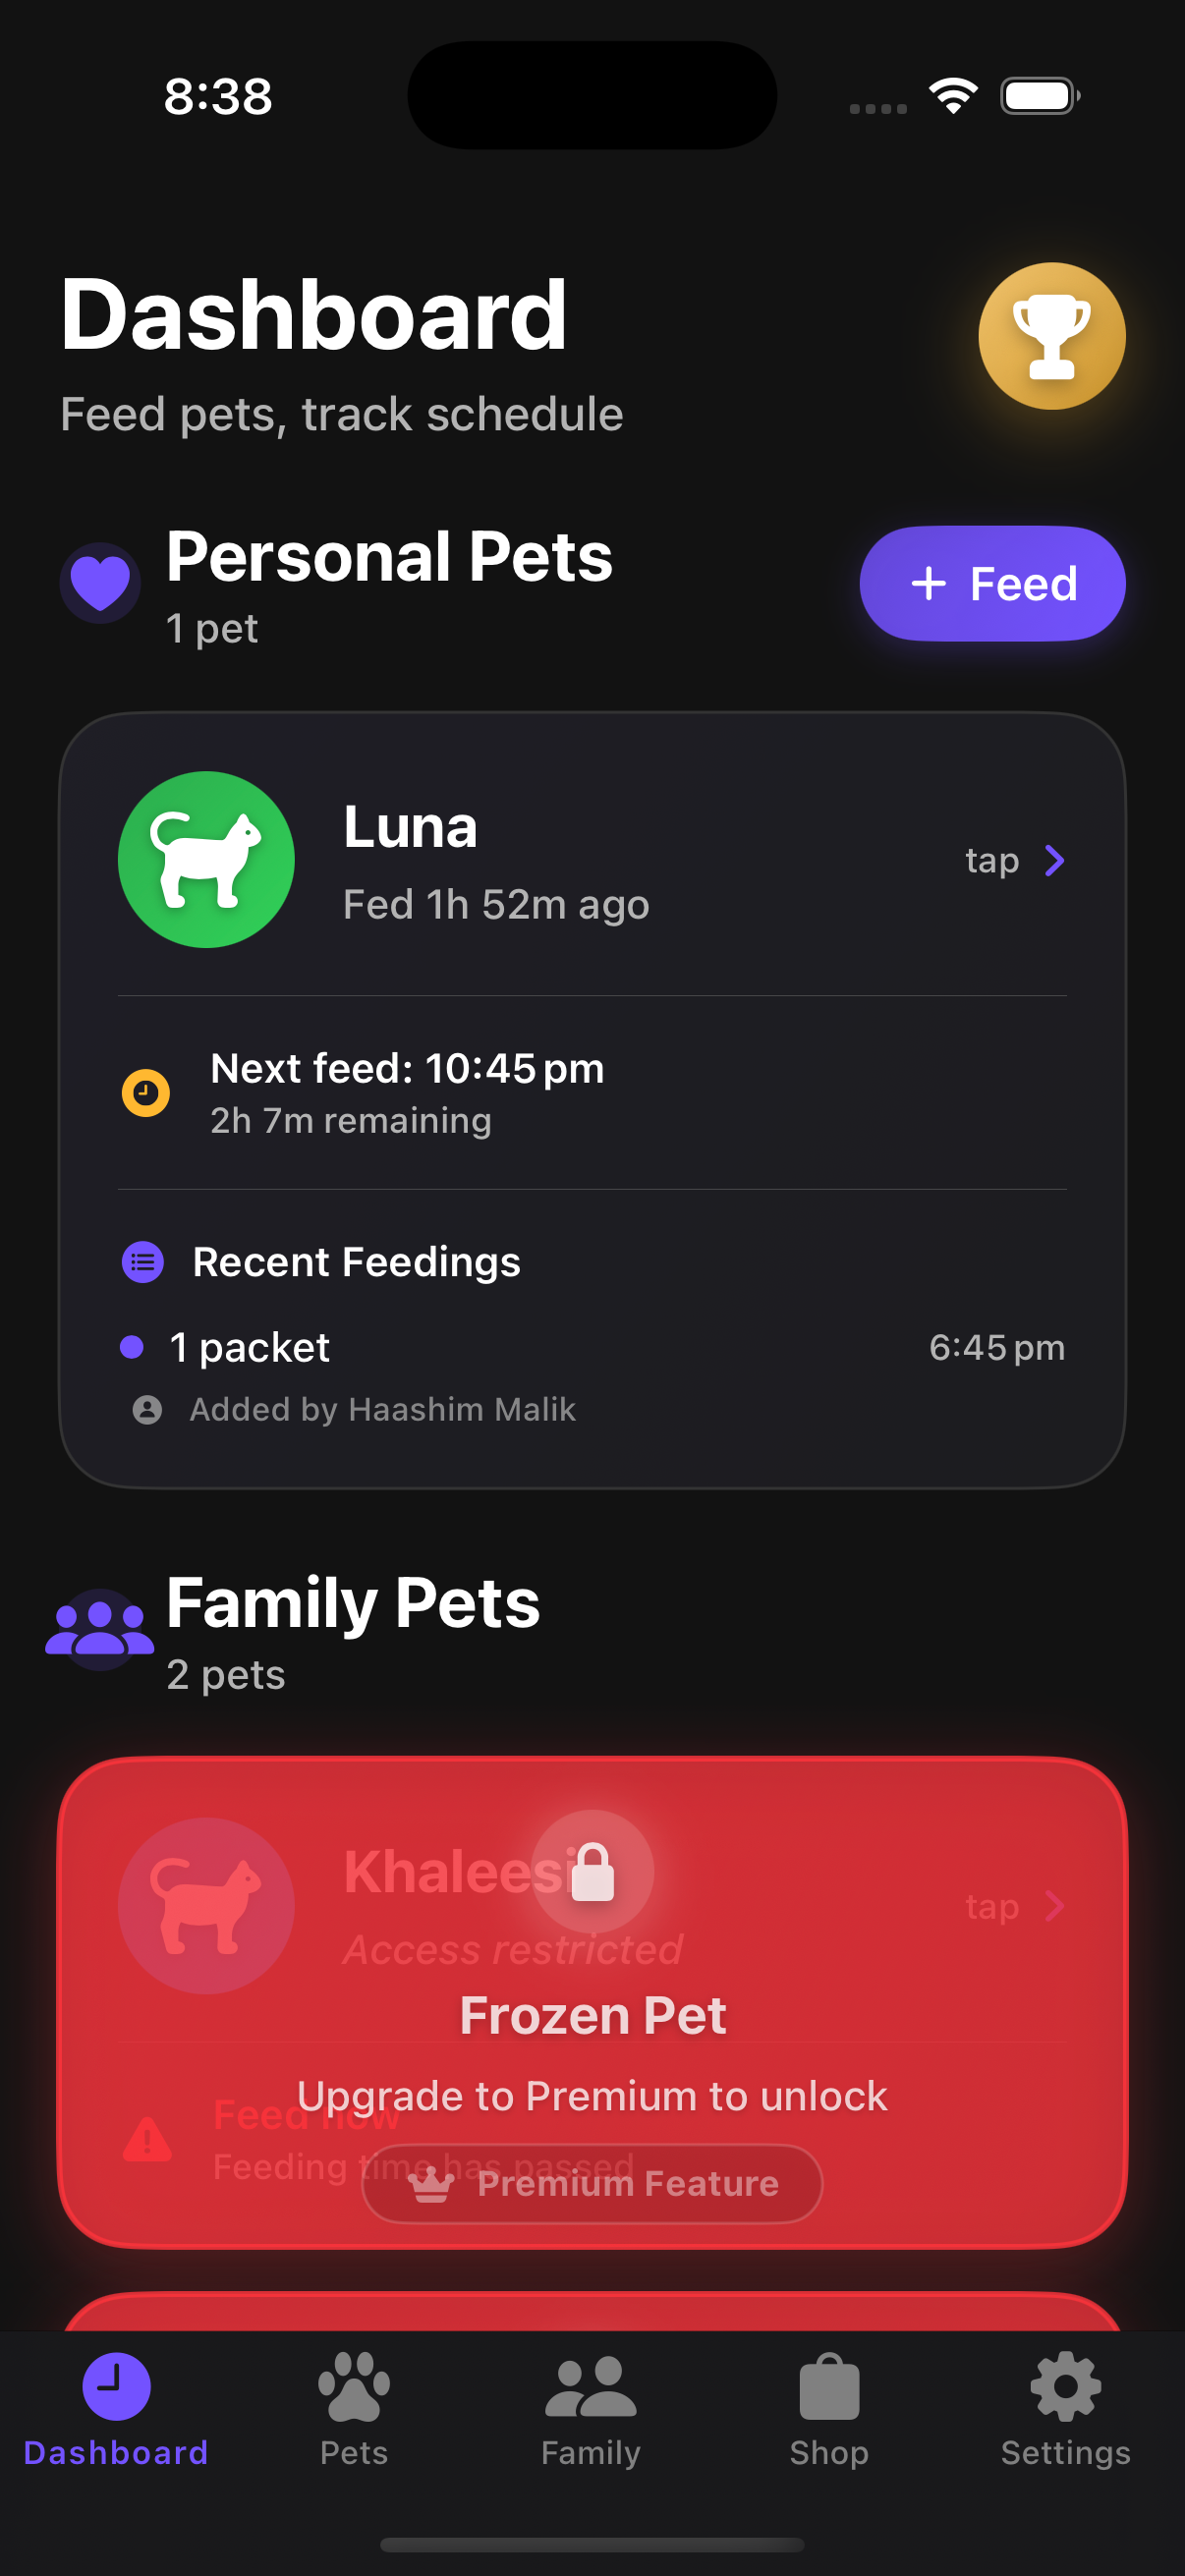 8:38
Dashboard
Feed pets, track schedule
Personal Pets
1 pet
+ Feed
Luna
Fed 1h 52m ago
tap
Next feed: 10:45 pm
2h 7m remaining
Recent Feedings
1 packet
6:45 pm
Added by Haashim Malik
Family Pets
2 pets
Khaleesi
Access restricted
tap
Frozen Pet
Upgrade to Premium to unlock
Feed now
Feeding time has passed
Premium Feature
Dashboard
Pets
Family
Shop
Settings